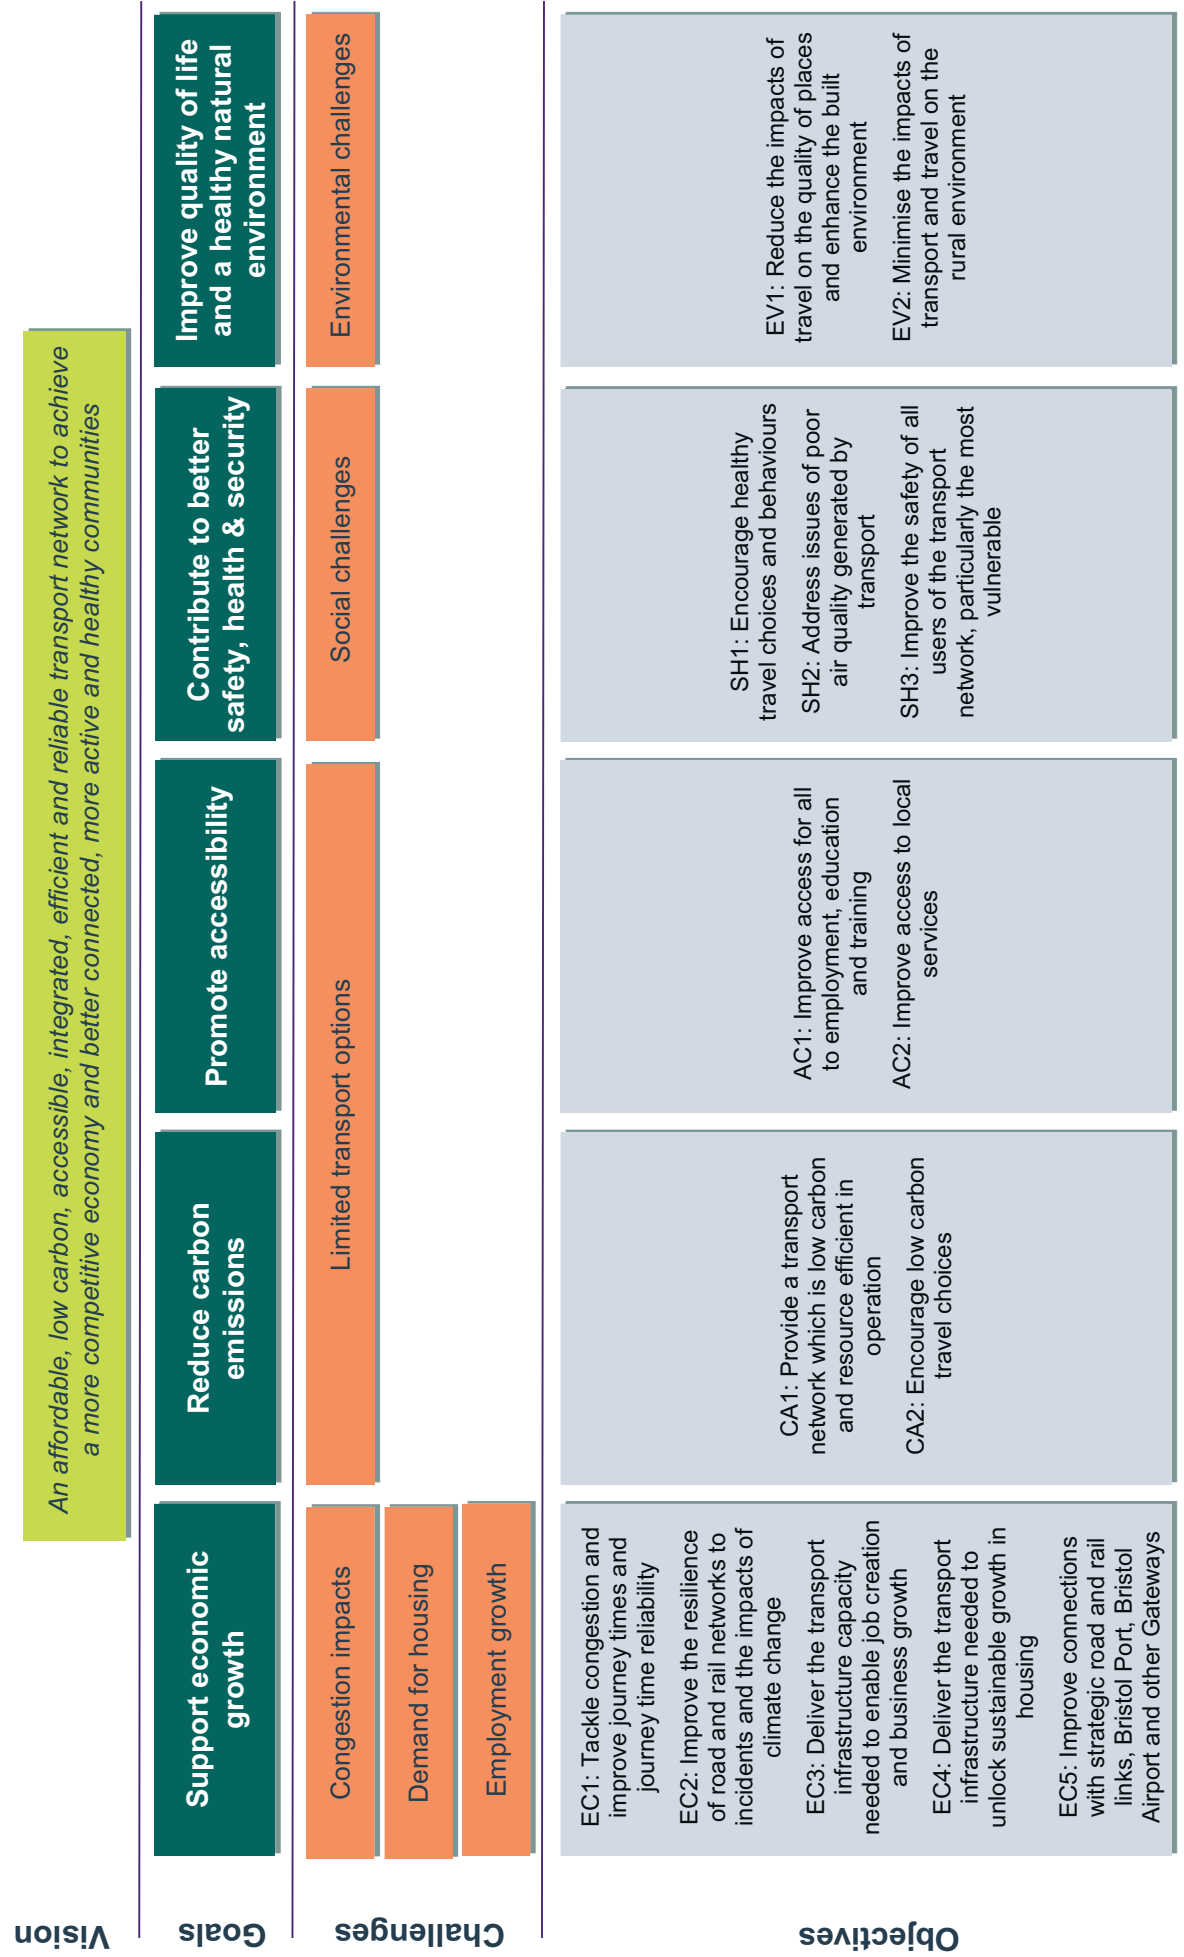 Vision
An affordable, low carbon, accessible, integrated, efficient and reliable transport network to achieve
a more competitive economy and better connected, more active and healthy communities
Goals
Support economic
growth
Reduce carbon
emissions
Promote accessibility
Contribute to better
safety, health & security
Improve quality of life
and a healthy natural
environment
Challenges
Congestion impacts
Demand for housing
Employment growth
Limited transport options
Social challenges
Environmental challenges
Objectives
EC1: Tackle congestion and
improve journey times and
journey time reliability
EC2: Improve the resilience
of road and rail networks to
incidents and the impacts of
climate change
EC3: Deliver the transport
infrastructure capacity
needed to enable job creation
and business growth
EC4: Deliver the transport
infrastructure needed to
unlock sustainable growth in
housing
EC5: Improve connections
with strategic road and rail
links, Bristol Port, Bristol
Airport and other Gateways
CA1: Provide a transport
network which is low carbon
and resource efficient in
operation
CA2: Encourage low carbon
travel choices
AC1: Improve access for all
to employment, education
and training
AC2: Improve access to local
services
SH1: Encourage healthy
travel choices and behaviours
SH2: Address issues of poor
air quality generated by
transport
SH3: Improve the safety of all
users of the transport
network, particularly the most
vulnerable
EV1: Reduce the impacts of
travel on the quality of places
and enhance the built
environment
EV2: Minimise the impacts of
transport and travel on the
rural environment